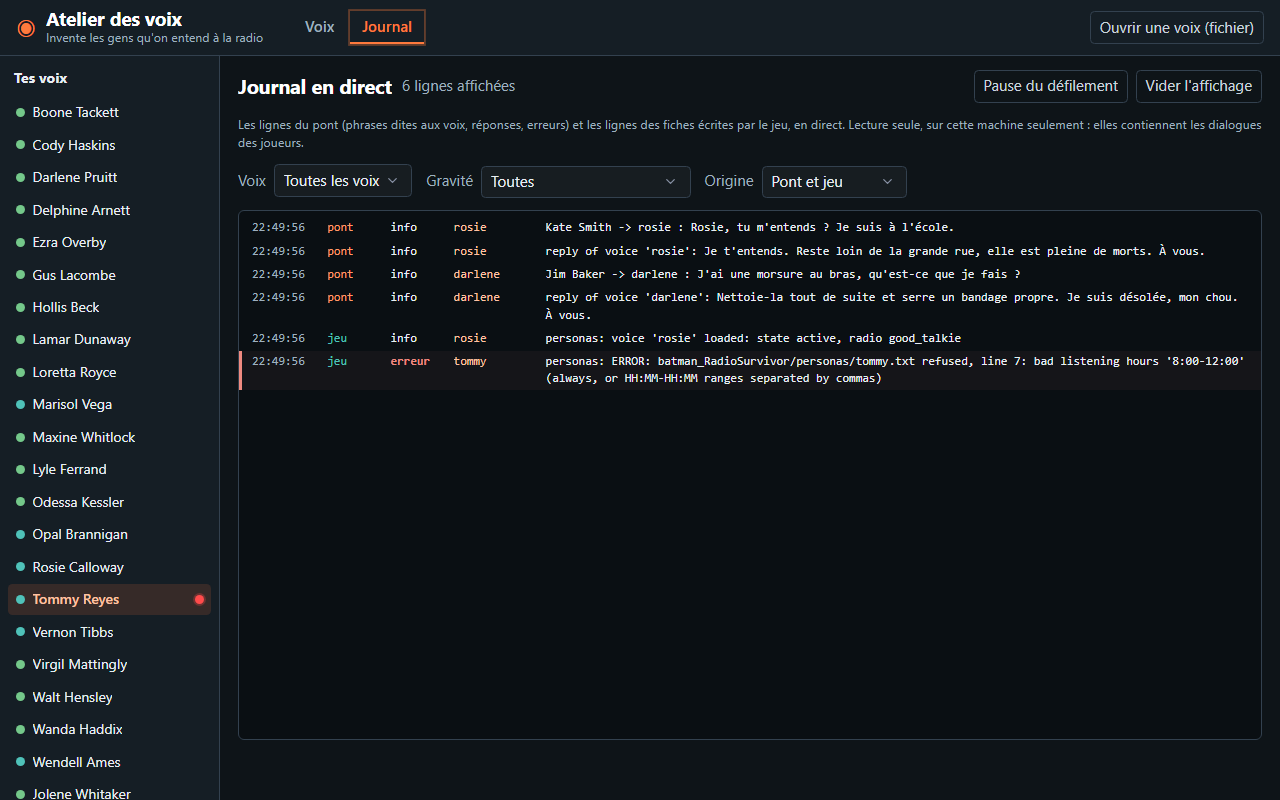 Atelier des voix
Invente les gens qu'on entend à la radio
Voix
Journal
Ouvrir une voix (fichier)
Tes voix
Boone Tackett
Cody Haskins
Darlene Pruitt
Delphine Arnett
Ezra Overby
Gus Lacombe
Hollis Beck
Lamar Dunaway
Loretta Royce
Marisol Vega
Maxine Whitlock
Lyle Ferrand
Odessa Kessler
Opal Brannigan
Rosie Calloway
Tommy Reyes
Vernon Tibbs
Virgil Mattingly
Walt Hensley
Wanda Haddix
Wendell Ames
Jolene Whitaker
Journal en direct 6 lignes affichées
Pause du défilement
Vider l'affichage
Les lignes du pont (phrases dites aux voix, réponses, erreurs) et les lignes des fiches écrites par le jeu, en direct. Lecture seule, sur cette machine seulement : elles contiennent les dialogues
des joueurs.
Voix Toutes les voix Gravité Toutes Origine Pont et jeu
22:49:56 pont info rosie Kate Smith -> rosie : Rosie, tu m'entends ? Je suis à l'école.
22:49:56 pont info rosie reply of voice 'rosie': Je t'entends. Reste loin de la grande rue, elle est pleine de morts. À vous.
22:49:56 pont info darlene Jim Baker -> darlene : J'ai une morsure au bras, qu'est-ce que je fais ?
22:49:56 pont info darlene reply of voice 'darlene': Nettoie-la tout de suite et serre un bandage propre. Je suis désolée, mon chou.
À vous.
22:49:56 jeu info rosie personas: voice 'rosie' loaded: state active, radio good_talkie
22:49:56 jeu erreur tommy personas: ERROR: batman_RadioSurvivor/personas/tommy.txt refused, line 7: bad listening hours '8:00-12:00'
(always, or HH:MM-HH:MM ranges separated by commas)